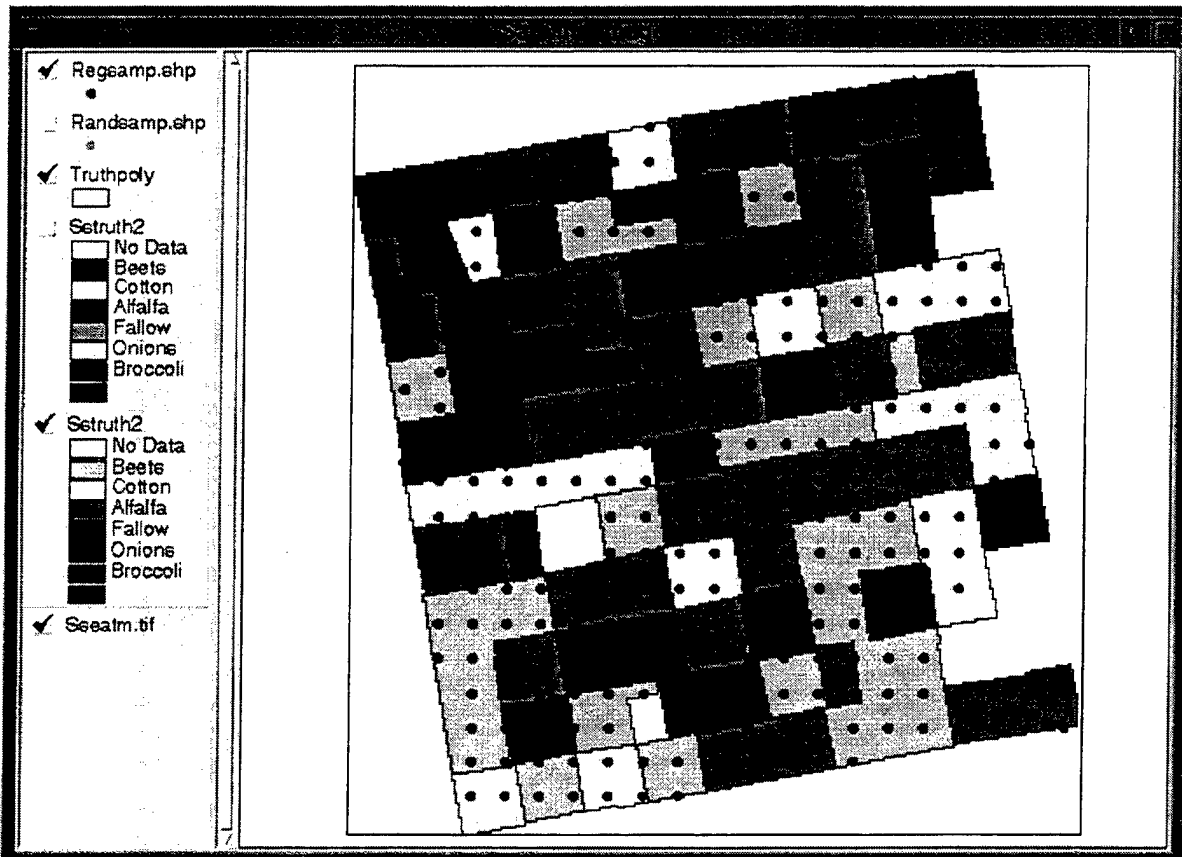 Regsamp.shp
Randsamp.shp
Truthpoly
Sstruth2
No Data
Beets
Cotton
Alfalfa
Fallow
Onions
Broccoli
Sstruth2
No Data
Beets
Cotton
Alfalfa
Fallow
Onions
Broccoli
Sseatm.tif